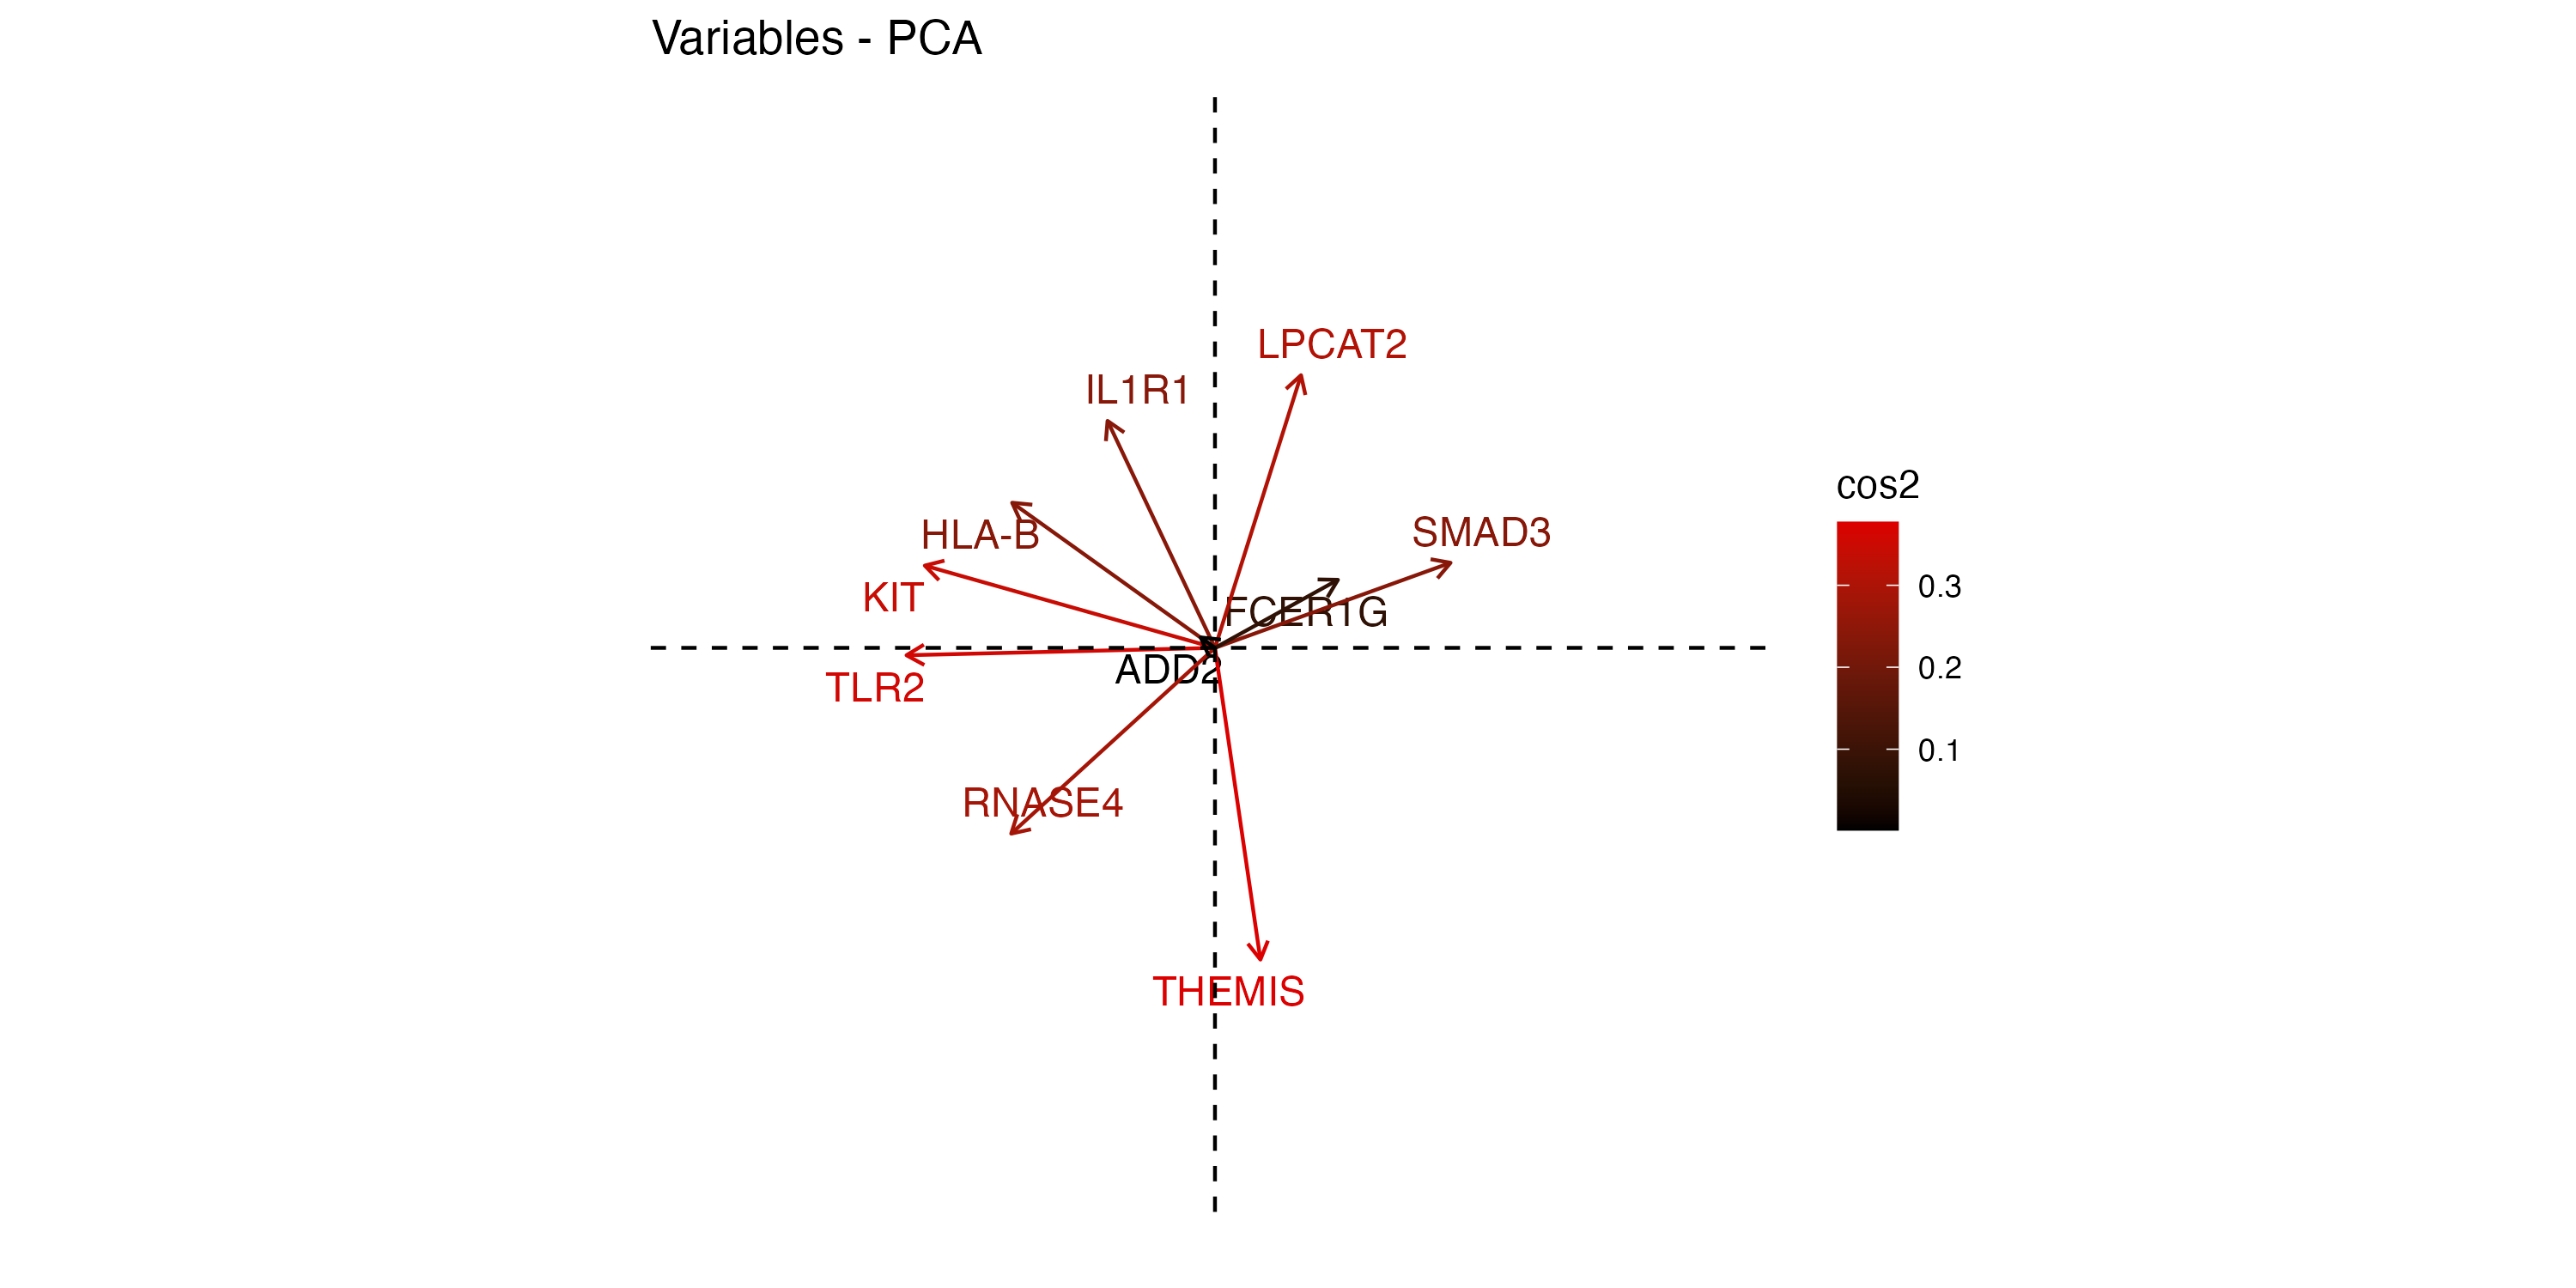 Variables - PCA
LPCAT2
IL1R1
HLA-B
SMAD3
KIT
FCER1G
ADD2
TLR2
RNASE4
THEMIS
cos2
0.3
0.2
0.1